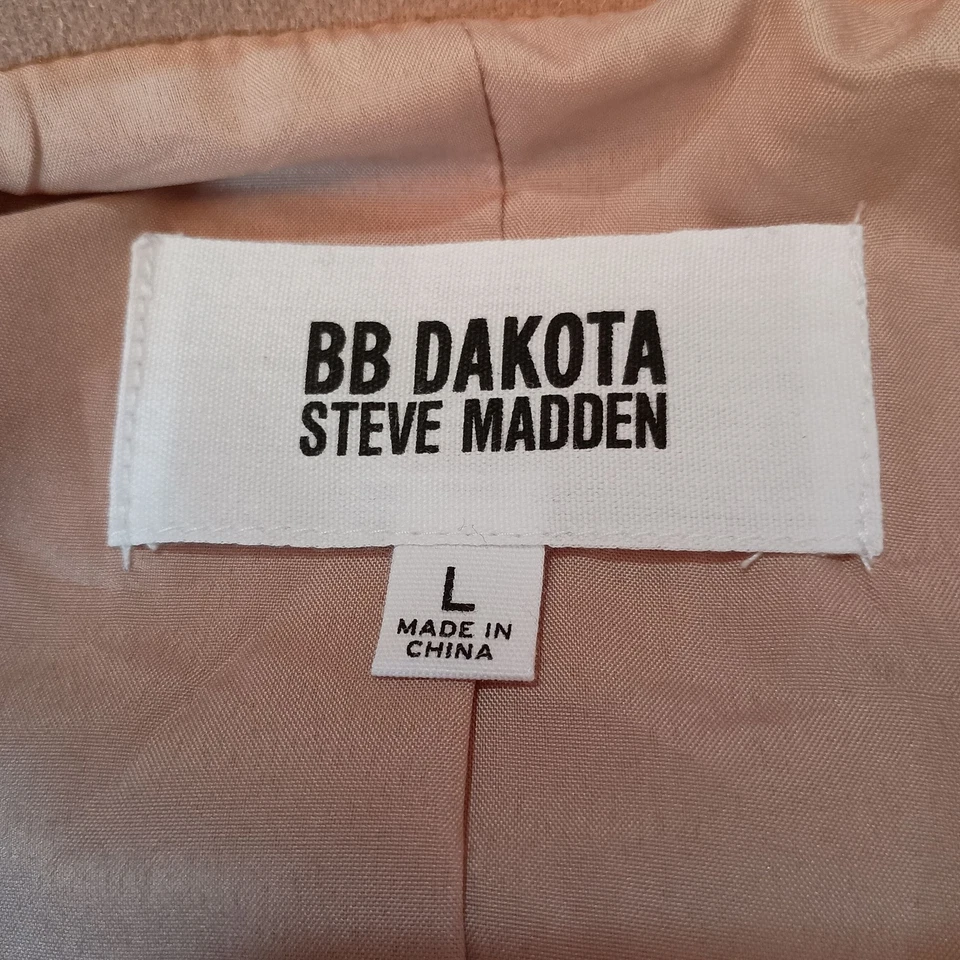 BB DAKOTA
STEVE MADDEN
L
MADE IN
CHINA